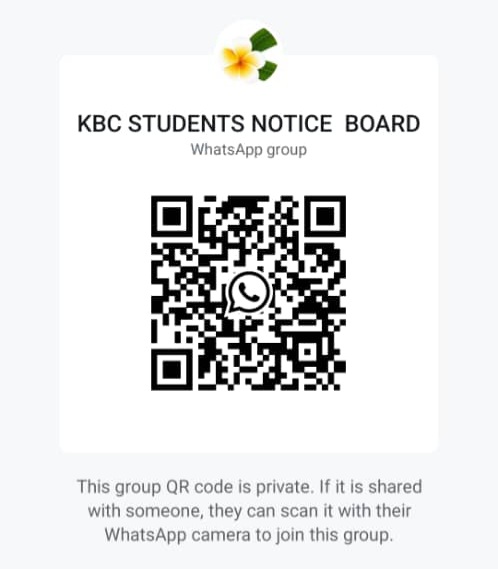 KBC STUDENTS NOTICE  BOARD
WhatsApp group
This group QR code is private. If it is shared
with someone, they can scan it with their
WhatsApp camera to join this group.